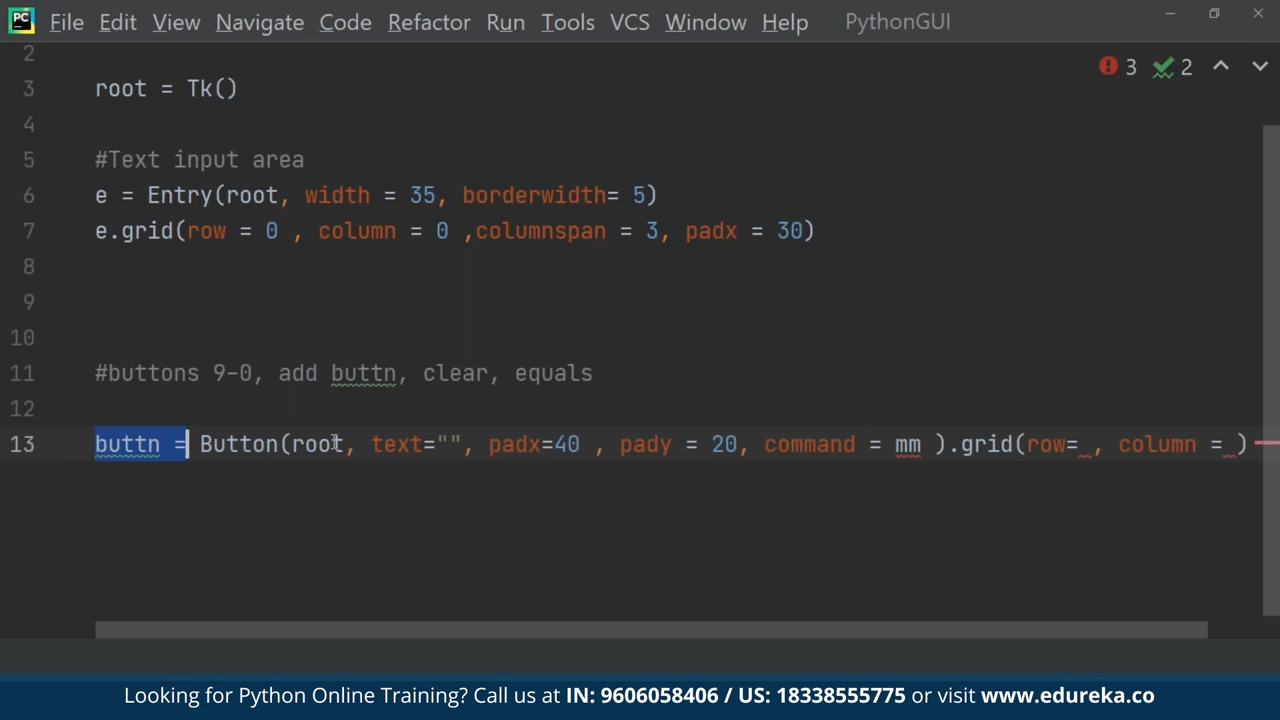 PC File Edit View Navigate Code Refactor Run Tools VCS Window Help PythonGUI
2
3 root = Tk()
3 2
4
5 #Text input area
6 e = Entry(root, width = 35, borderwidth= 5)
7 e.grid(row = 0 , column = 0 ,columnspan = 3, padx = 30)
8
9
10
11 #buttons 9-0, add buttn, clear, equals
12
13 buttn = Button(root, text="", padx=40 , pady = 20, command = mm ).grid(row= , column = )
Looking for Python Online Training? Call us at IN: 9606058406 / US: 18338555775 or visit www.edureka.co